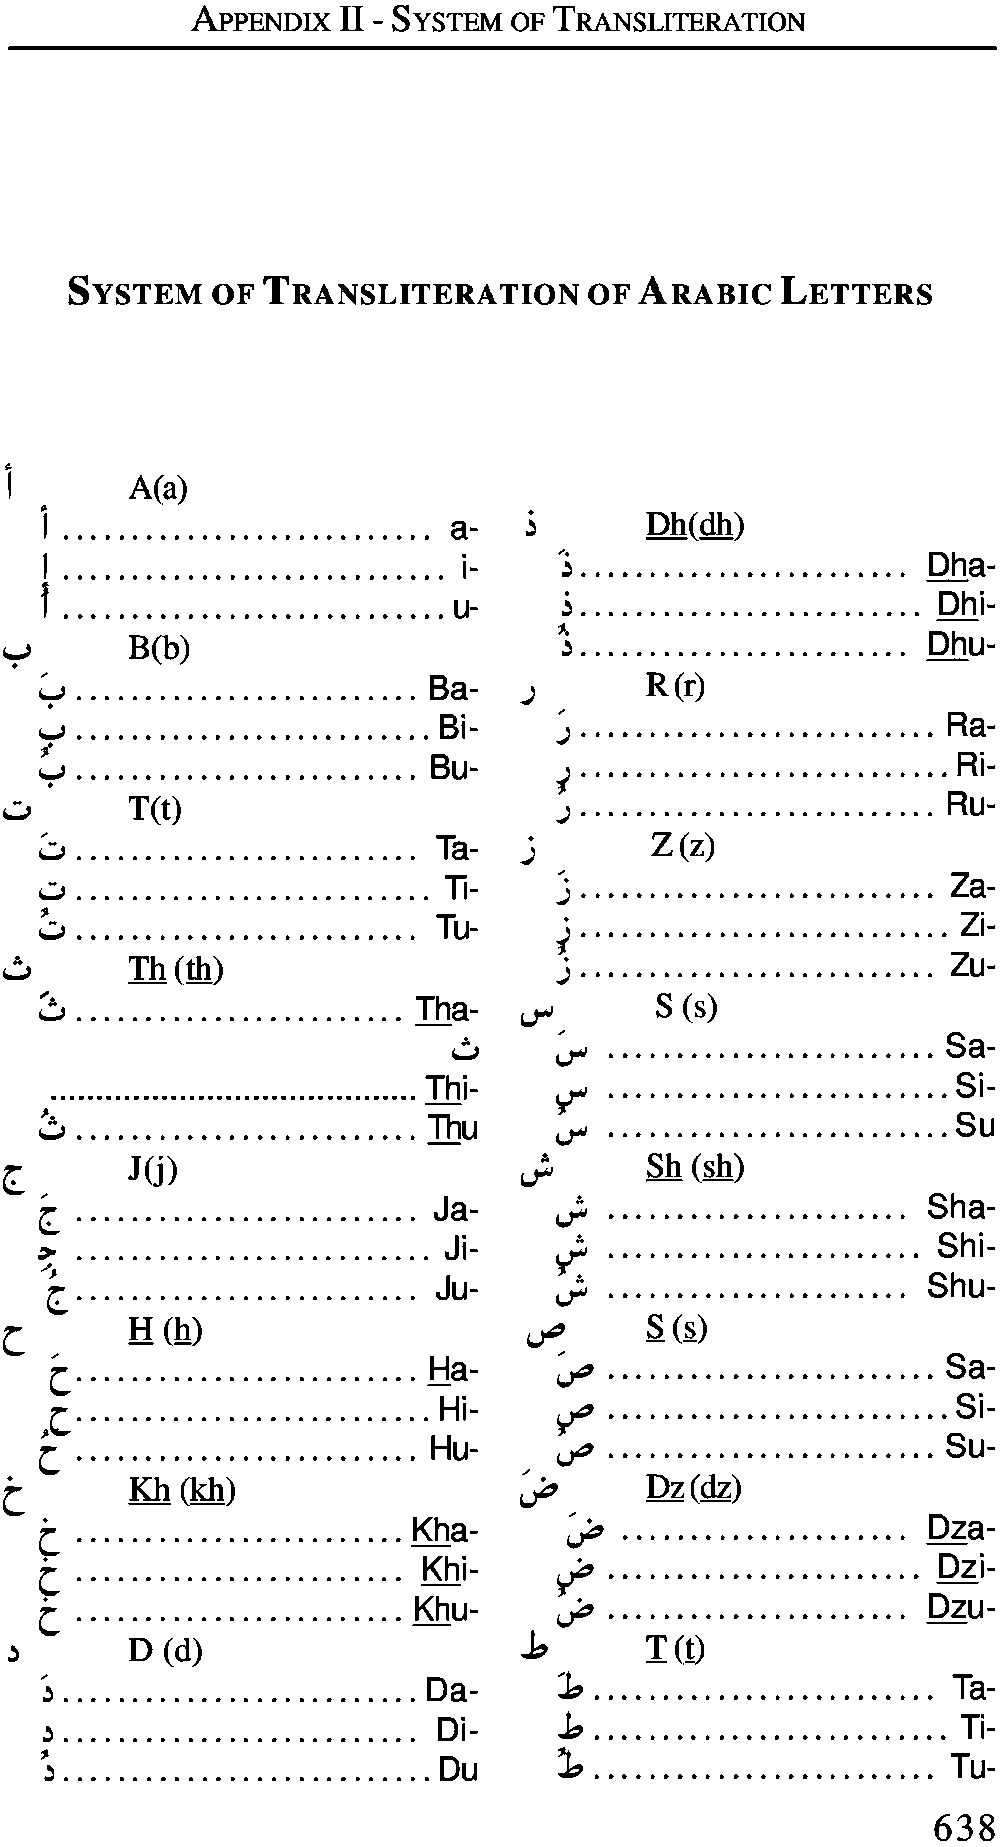 APPENDIX II - SYSTEM OF TRANSLITERATION
SYSTEM OF TRANSLITERATION OF ARABIC LETTERS
أ A(a)
أ ........................... a-
إ ............................ i-
أُ ............................ u-
ب B(b)
بَ ......................... Ba-
بِ .......................... Bi-
بُ ......................... Bu-
ت T(t)
تَ ......................... Ta-
تِ .......................... Ti-
تُ ......................... Tu-
ث Th (th)
ثَ ........................ Tha-
ث
..................................... Thi-
ثُ ......................... Thu
ج J(j)
جَ ......................... Ja-
جِ .......................... Ji-
جُ ......................... Ju-
ح H (h)
حَ ......................... Ha-
حِ .......................... Hi-
حُ ......................... Hu-
خ Kh (kh)
خَ ........................ Kha-
خِ ........................ Khi-
خُ ........................ Khu-
د D (d)
دَ .......................... Da-
دِ .......................... Di-
دُ ........................... Du
ذ Dh(dh)
ذَ ........................ Dha-
ذِ ......................... Dhi-
ذُ ........................ Dhu-
ر R (r)
رَ .......................... Ra-
رِ ........................... Ri-
رُ .......................... Ru-
ز Z (z)
زَ .......................... Za-
زِ ........................... Zi-
زُ .......................... Zu-
س S (s)
سَ ........................ Sa-
سِ ......................... Si-
سُ ......................... Su
ش Sh (sh)
ش ...................... Sha-
شِ ....................... Shi-
شُ ...................... Shu-
ص S (s)
صَ ........................ Sa-
صِ ......................... Si-
صُ ........................ Su-
ضَ Dz (dz)
ضَ ..................... Dza-
ضِ ....................... Dzi-
ضُ ...................... Dzu-
ط T (t)
طَ ......................... Ta-
طِ .......................... Ti-
طُ ......................... Tu-
638